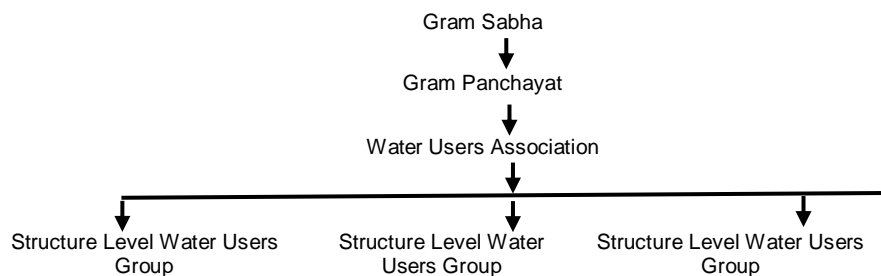 Gram Sabha
Gram Panchayat
Water Users Association
Structure Level Water Users
Group
Structure Level Water
Users Group
Structure Level Water Users
Group